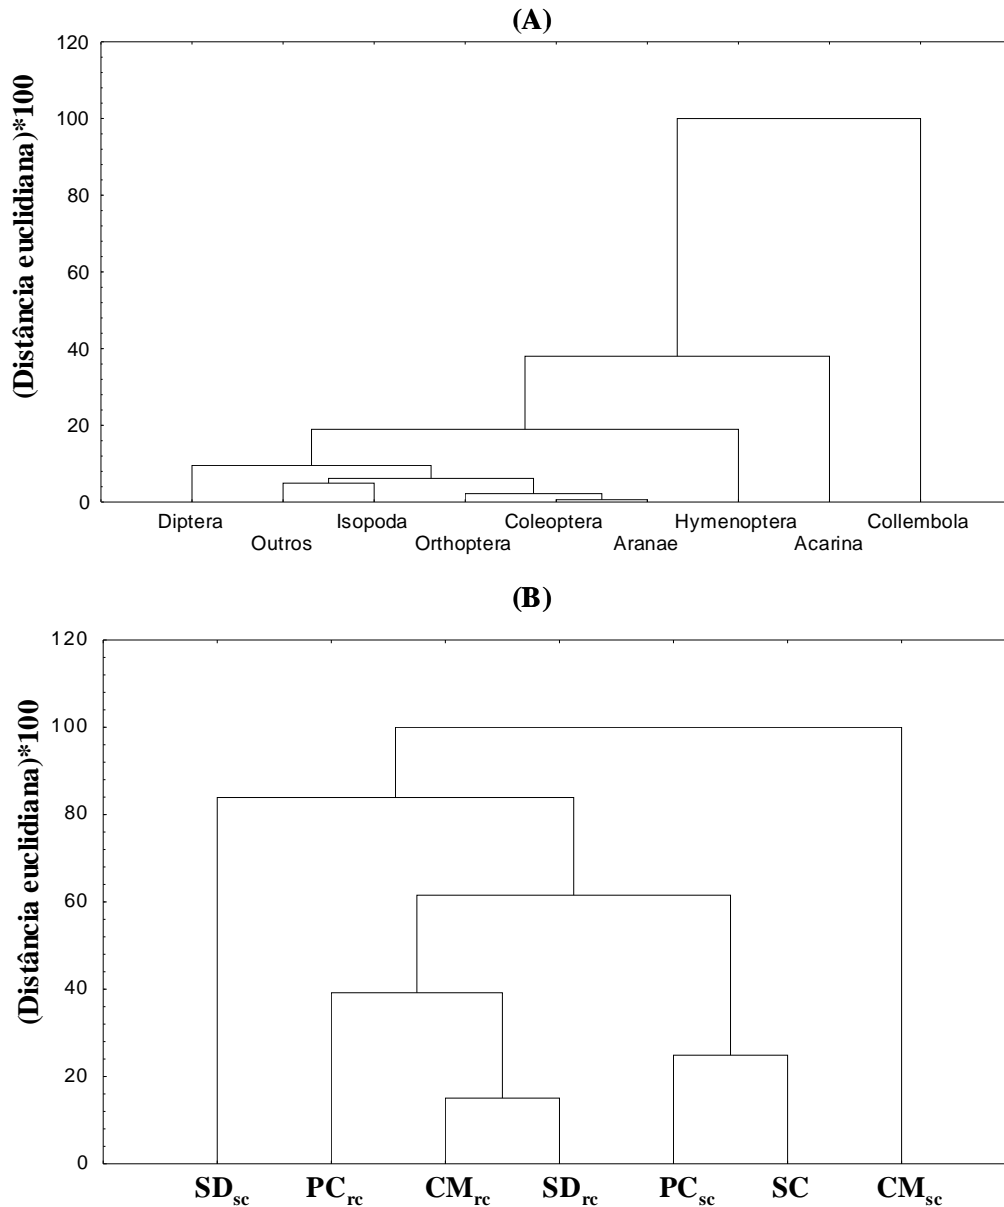 (A)
(Distância euclidiana)*100
120
100
80
60
40
20
0
Diptera Isopoda Coleoptera Hymenoptera Collembola
Outros Orthoptera Aranae Acarina
(B)
(Distância euclidiana)*100
120
100
80
60
40
20
0
SDsc PCrc CMrc SDrc PCsc SC CMsc